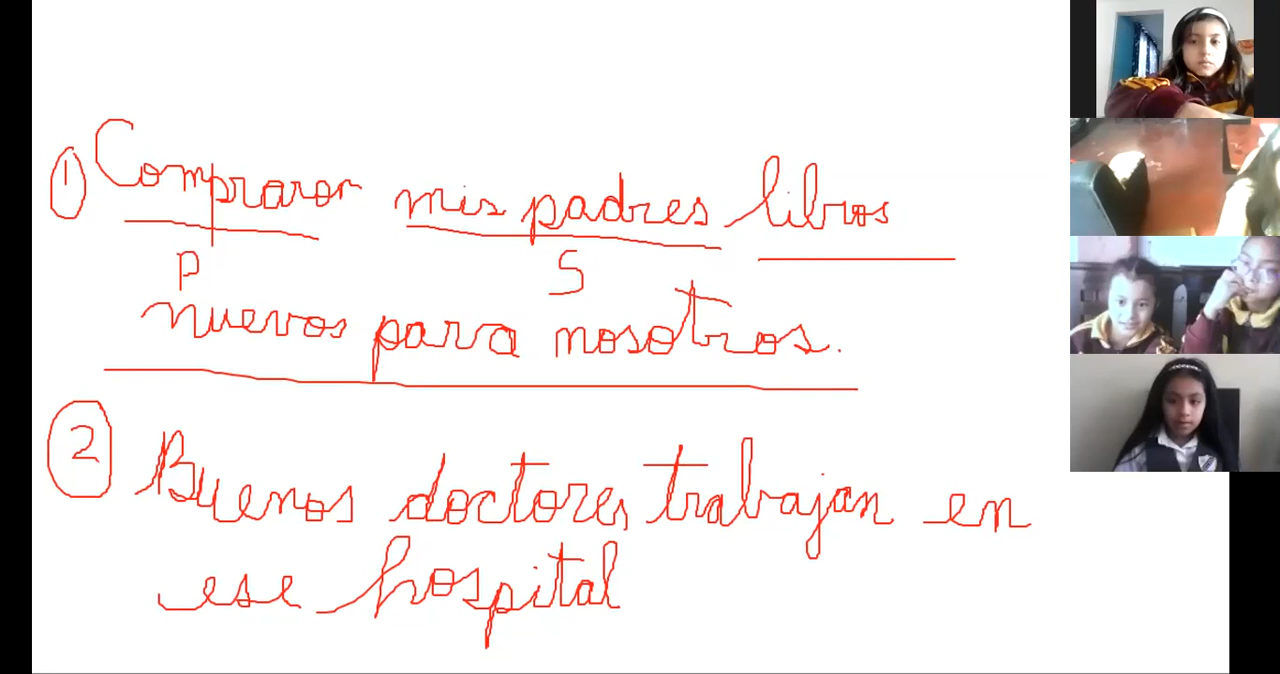 1 Compraron mis padres libros
P S
nuevos para nosotros.
2 Buenos doctores trabajan en
ese hospital